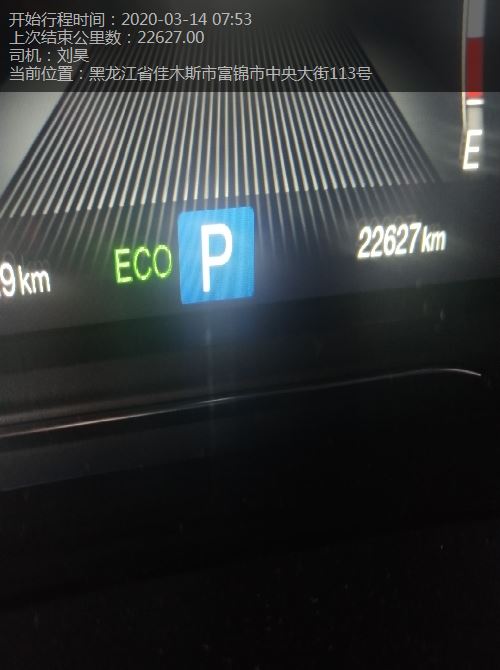 开始行程时间：2020-03-14 07:53
上次结束公里数：22627.00
司机：刘昊
当前位置：黑龙江省佳木斯市富锦市中央大街113号
E
9km ECO P 22627km